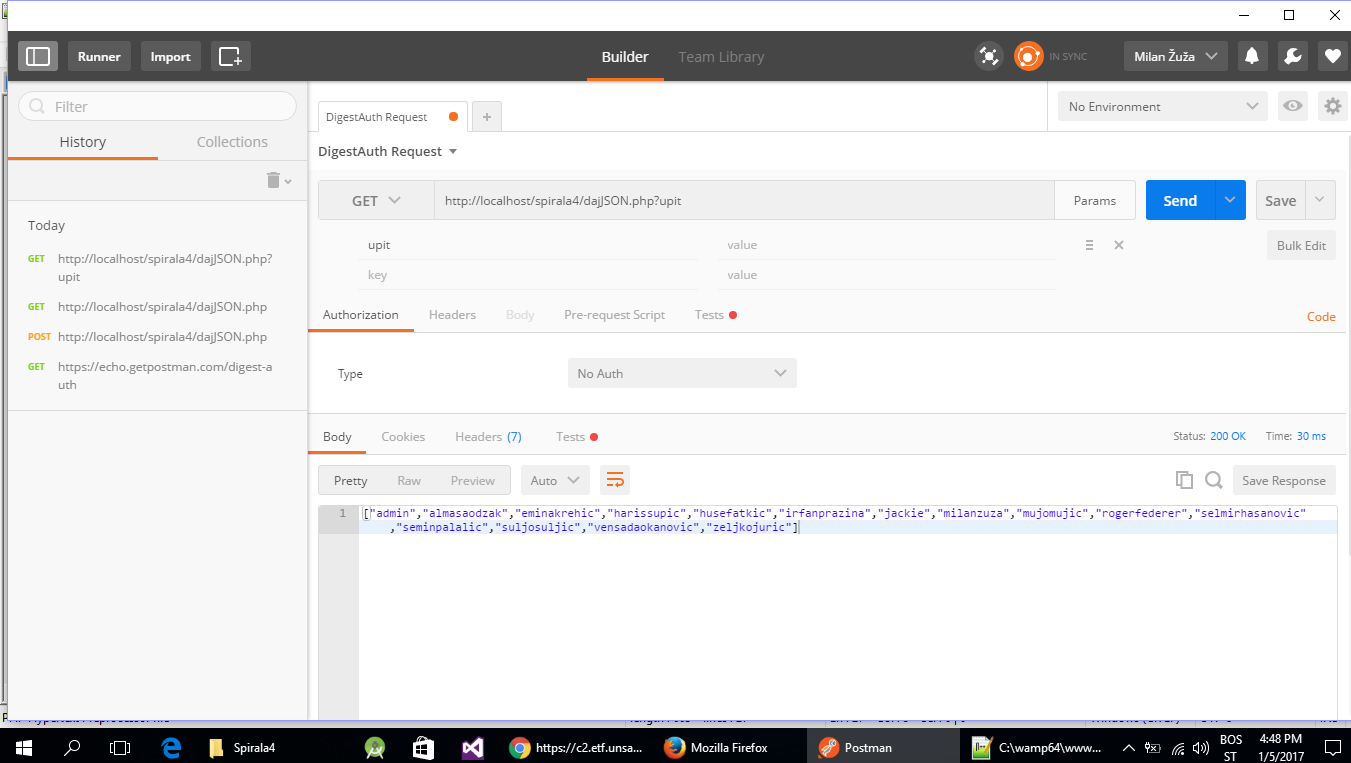 Runner
Import
Builder
Team Library
IN SYNC
Milan Žuža
Filter
History
Collections
Today
GET http://localhost/spirala4/dajJSON.php?
upit
GET http://localhost/spirala4/dajJSON.php
POST http://localhost/spirala4/dajJSON.php
GET https://echo.getpostman.com/digest-a
uth
DigestAuth Request
+
No Environment
DigestAuth Request
GET
http://localhost/spirala4/dajJSON.php?upit
Params
Send
Save
upit
value
Bulk Edit
key
value
Authorization
Headers
Body
Pre-request Script
Tests
Code
Type
No Auth
Body
Cookies
Headers (7)
Tests
Status: 200 OK
Time: 30 ms
Pretty
Raw
Preview
Auto
Save Response
1
["admin","almasaodzak","eminakrehic","harissupic","husefatkic","irfanprazina","jackie","milanzuza","mujomujic","rogerfederer","selmirhasanovic"
,"seminpalalic","suljosuljic","vensadaokanovic","zeljkojuric"]
Spirala4
https://c2.etf.unsa...
Mozilla Firefox
Postman
C:\wamp64\www...
BOS
ST
4:48 PM
1/5/2017